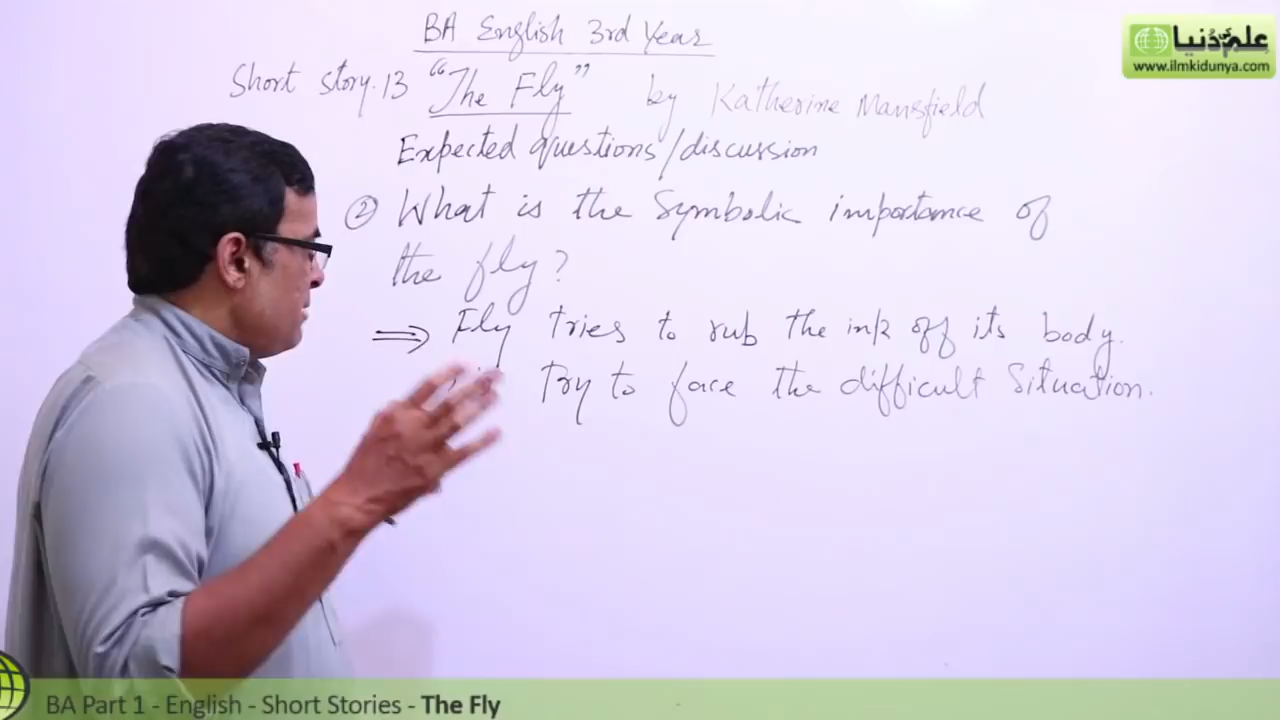 BA English 3rd Year
Short story.13 "The Fly" by Katherine Mansfield
Expected questions/discussion
② What is the Symbolic importance of
the fly?
⇒ Fly tries to rub the ink off its body.
Try to face the difficult Situation.
علم کی دنیا
www.ilmkidunya.com
BA Part 1 - English - Short Stories - The Fly